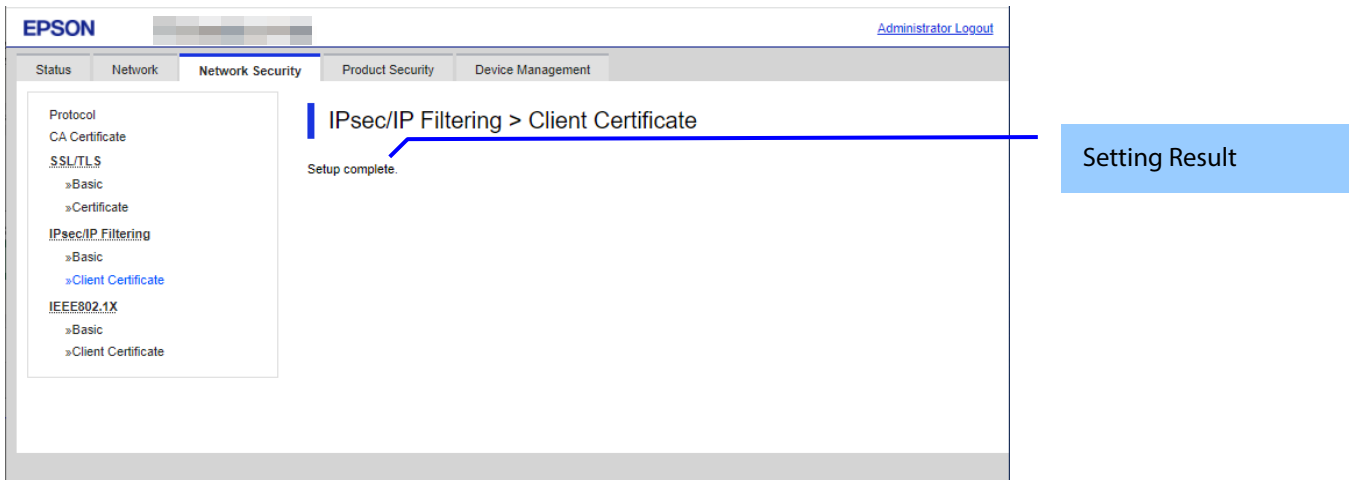 EPSON
Administrator Logout
Status Network Network Security Product Security Device Management
Protocol
CA Certificate
SSL/TLS
»Basic
»Certificate
IPsec/IP Filtering
»Basic
»Client Certificate
IEEE802.1X
»Basic
»Client Certificate
IPsec/IP Filtering > Client Certificate
Setup complete.
Setting Result